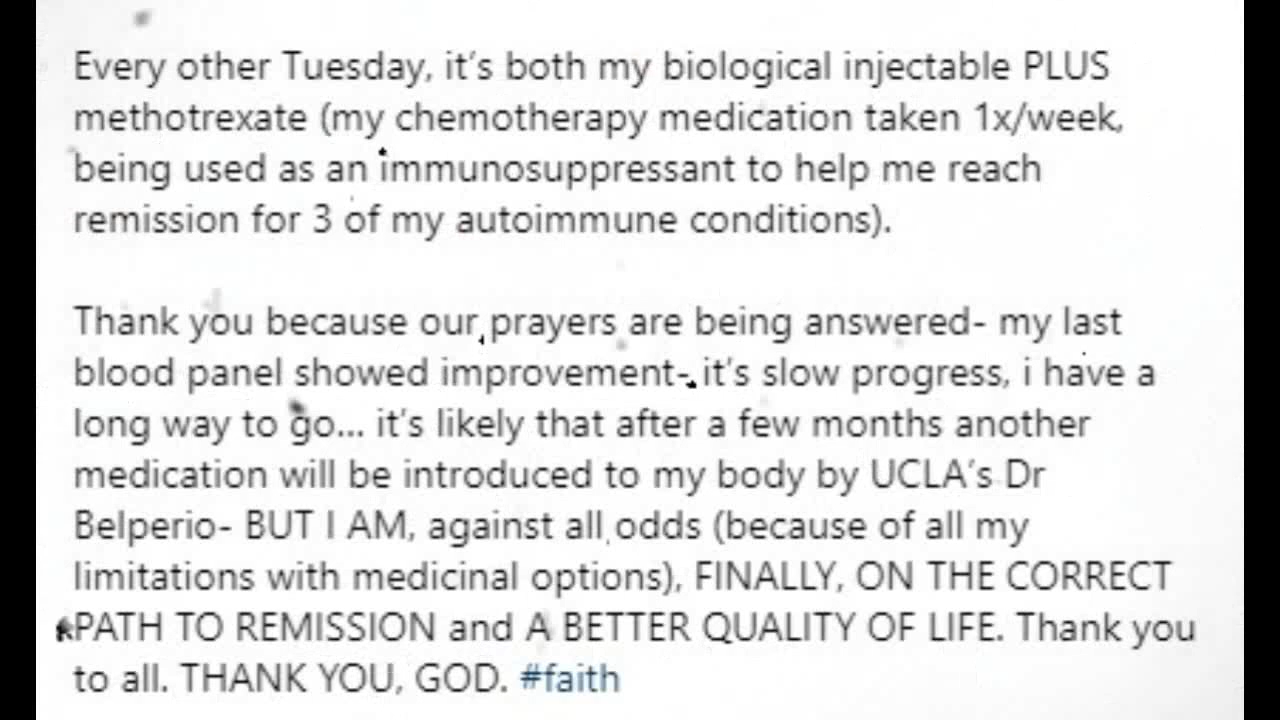 Every other Tuesday, it's both my biological injectable PLUS
methotrexate (my chemotherapy medication taken 1x/week,
being used as an immunosuppressant to help me reach
remission for 3 of my autoimmune conditions).
Thank you because our prayers are being answered- my last
blood panel showed improvement- it's slow progress, i have a
long way to go... it's likely that after a few months another
medication will be introduced to my body by UCLA's Dr
Belperio- BUT I AM, against all odds (because of all my
limitations with medicinal options), FINALLY, ON THE CORRECT
PATH TO REMISSION and A BETTER QUALITY OF LIFE. Thank you
to all. THANK YOU, GOD. #faith